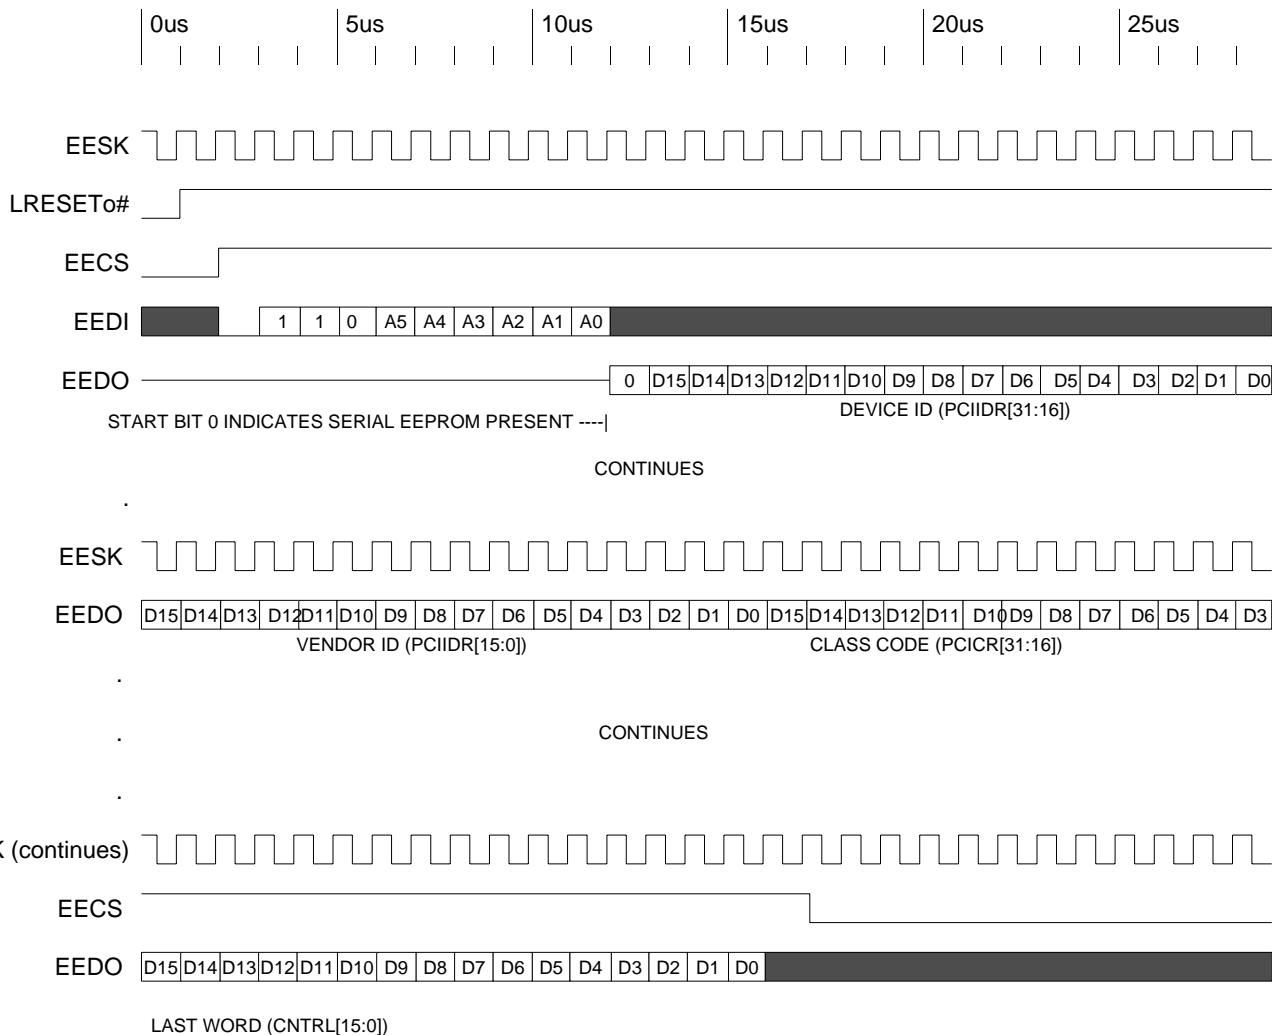 0us 5us 10us 15us 20us 25us
EESK
LRESETo#
EECS
EEDI 1 1 0 A5 A4 A3 A2 A1 A0
EEDO 0 D15 D14 D13 D12 D11 D10 D9 D8 D7 D6 D5 D4 D3 D2 D1 D0
DEVICE ID (PCIIDR[31:16])
START BIT 0 INDICATES SERIAL EEPROM PRESENT ----|
CONTINUES
.
EESK
EEDO D15 D14 D13 D12 D11 D10 D9 D8 D7 D6 D5 D4 D3 D2 D1 D0 D15 D14 D13 D12 D11 D10 D9 D8 D7 D6 D5 D4 D3
VENDOR ID (PCIIDR[15:0]) CLASS CODE (PCICR[31:16])
.
. CONTINUES
.
K (continues)
EECS
EEDO D15 D14 D13 D12 D11 D10 D9 D8 D7 D6 D5 D4 D3 D2 D1 D0
LAST WORD (CNTRL[15:0])